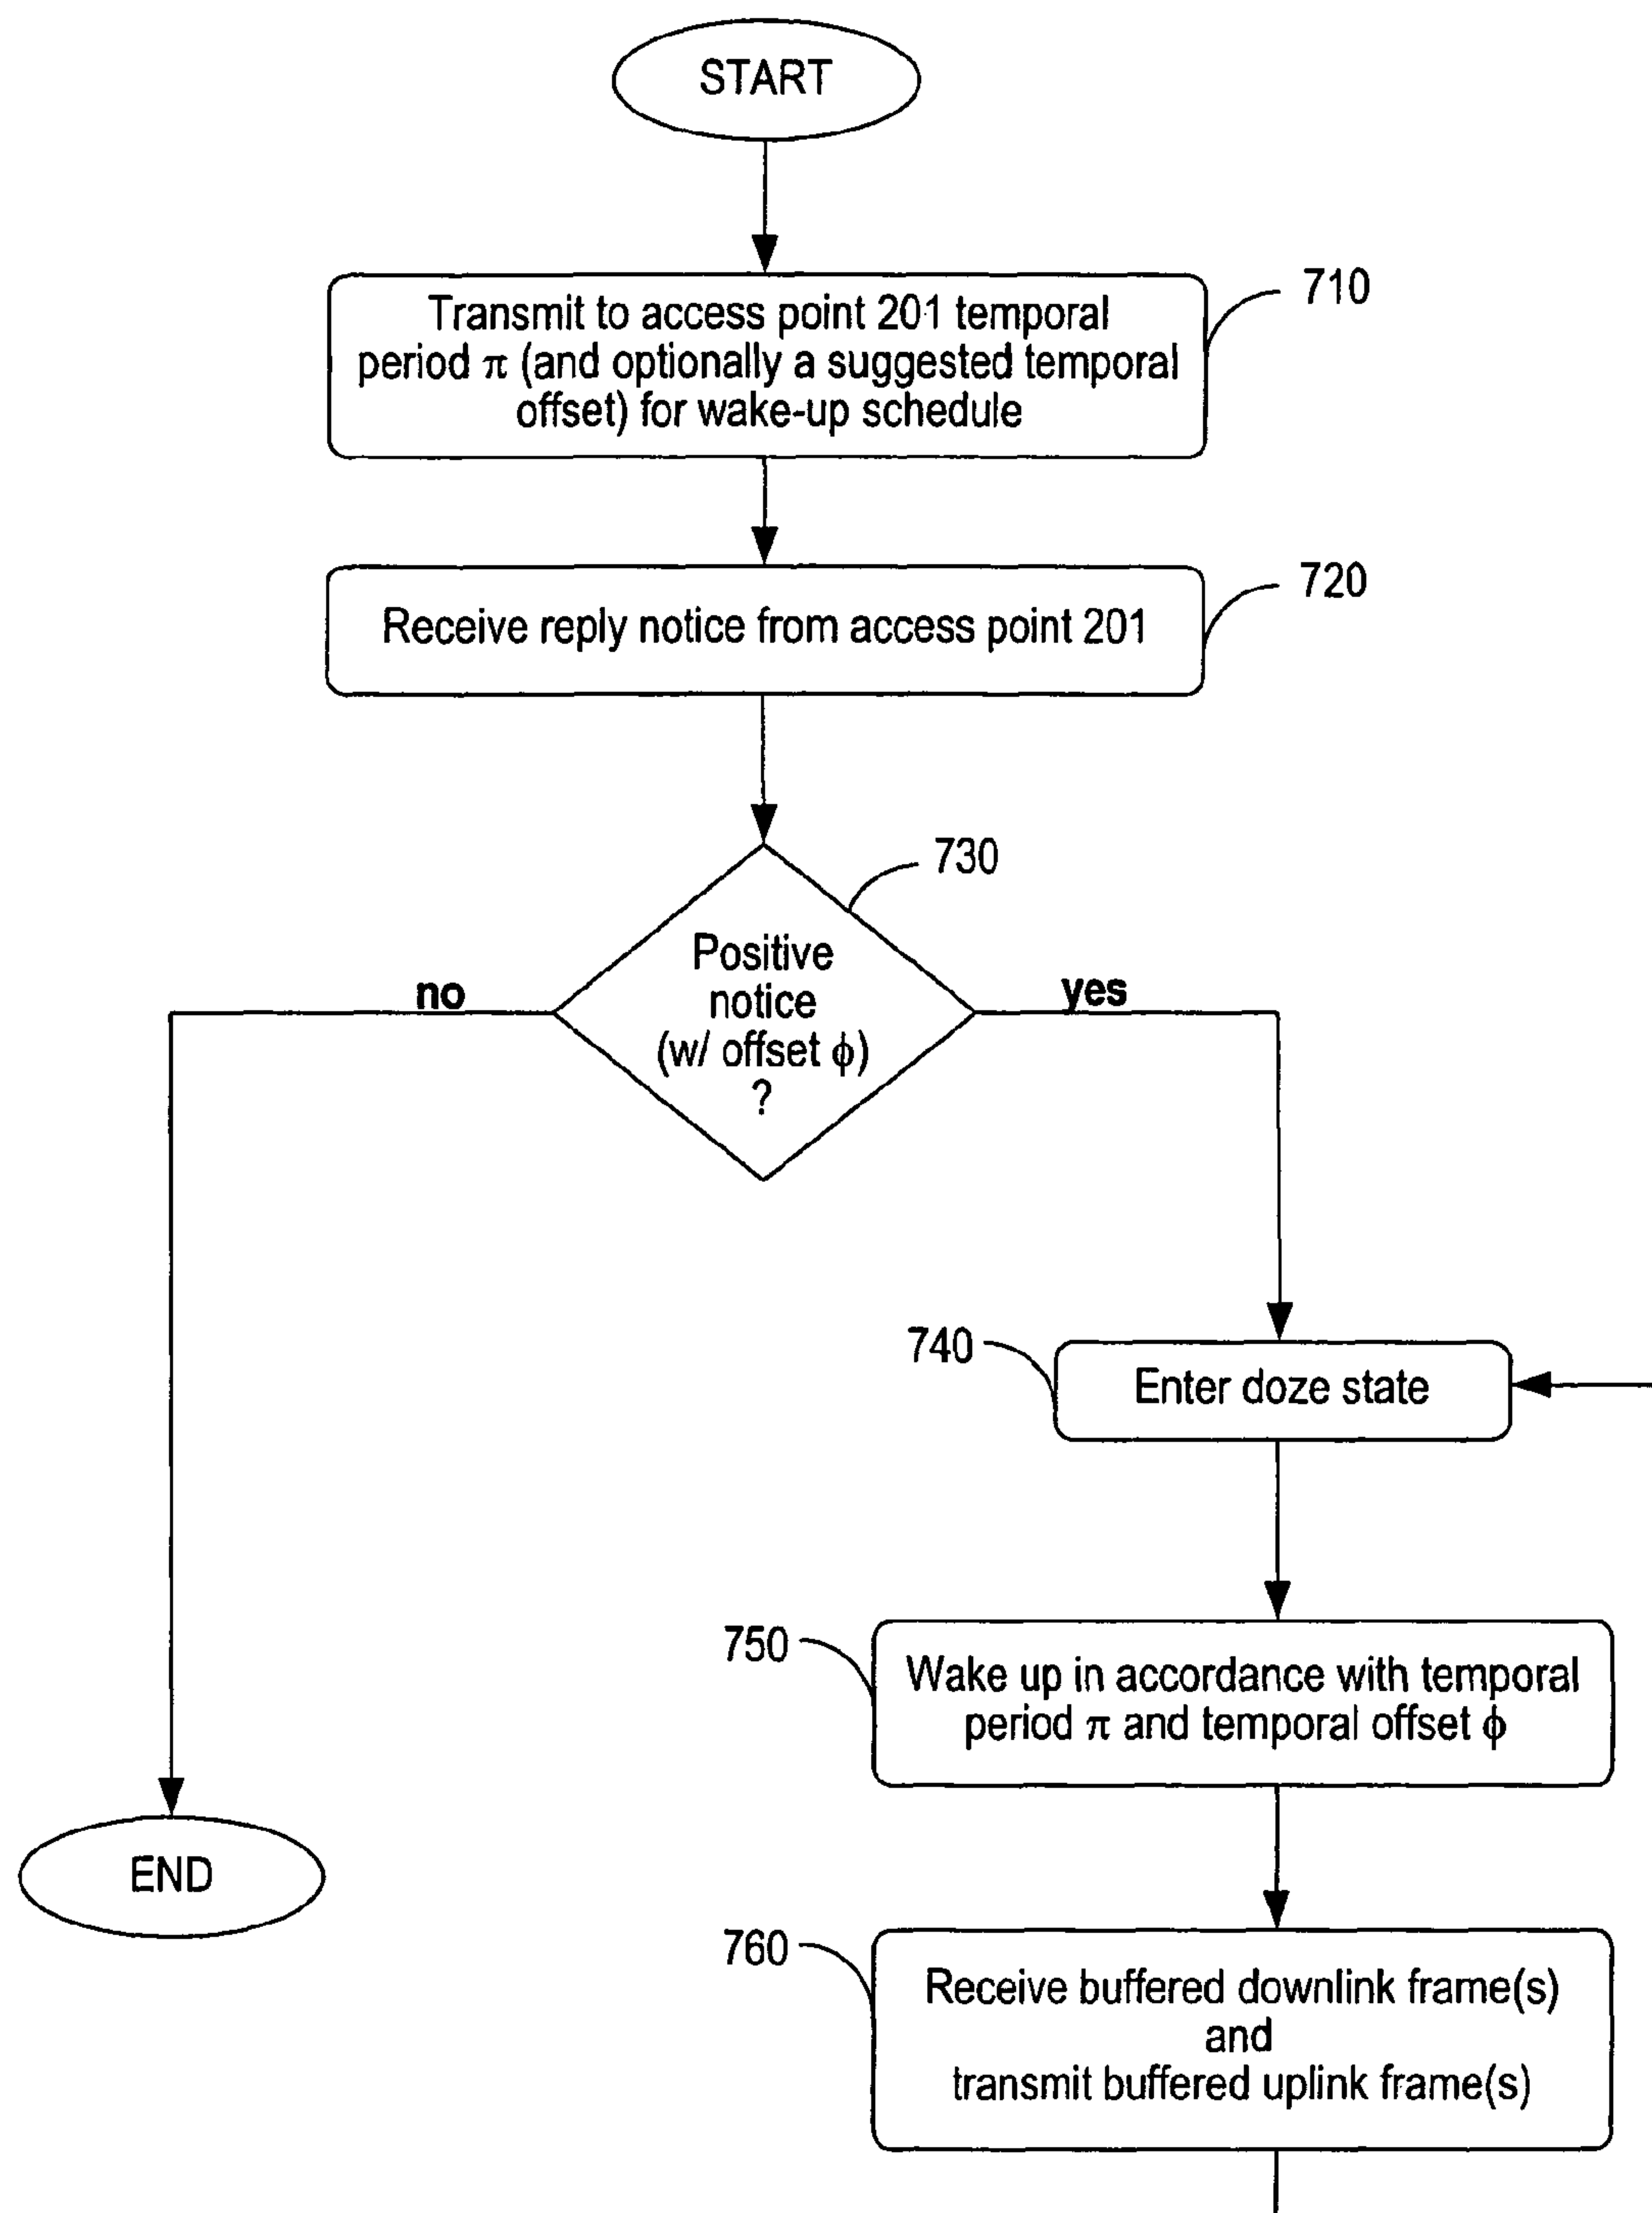 START
Transmit to access point 201 temporal
period π (and optionally a suggested temporal
offset) for wake-up schedule
710
Receive reply notice from access point 201
720
730
Positive
notice
(w/ offset ϕ)
?
no
yes
740
Enter doze state
750
Wake up in accordance with temporal
period π and temporal offset ϕ
END
760
Receive buffered downlink frame(s)
and
transmit buffered uplink frame(s)